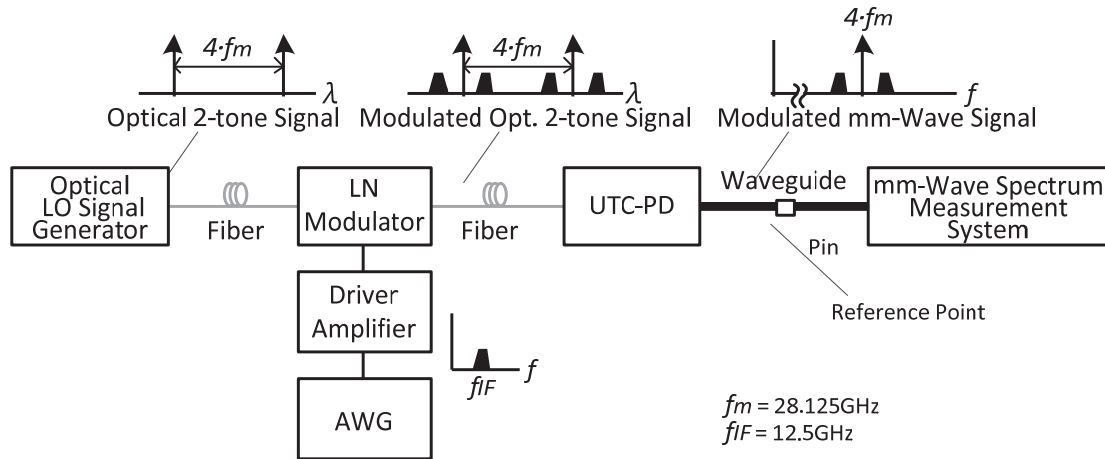 4·fm
λ
Optical 2-tone Signal
4·fm
λ
Modulated Opt. 2-tone Signal
4·fm
f
Modulated mm-Wave Signal
Optical
LO Signal
Generator
Fiber
LN
Modulator
Fiber
UTC-PD
Waveguide
Pin
Reference Point
mm-Wave Spectrum
Measurement
System
Driver
Amplifier
f
fIF
AWG
fm = 28.125GHz
fIF = 12.5GHz